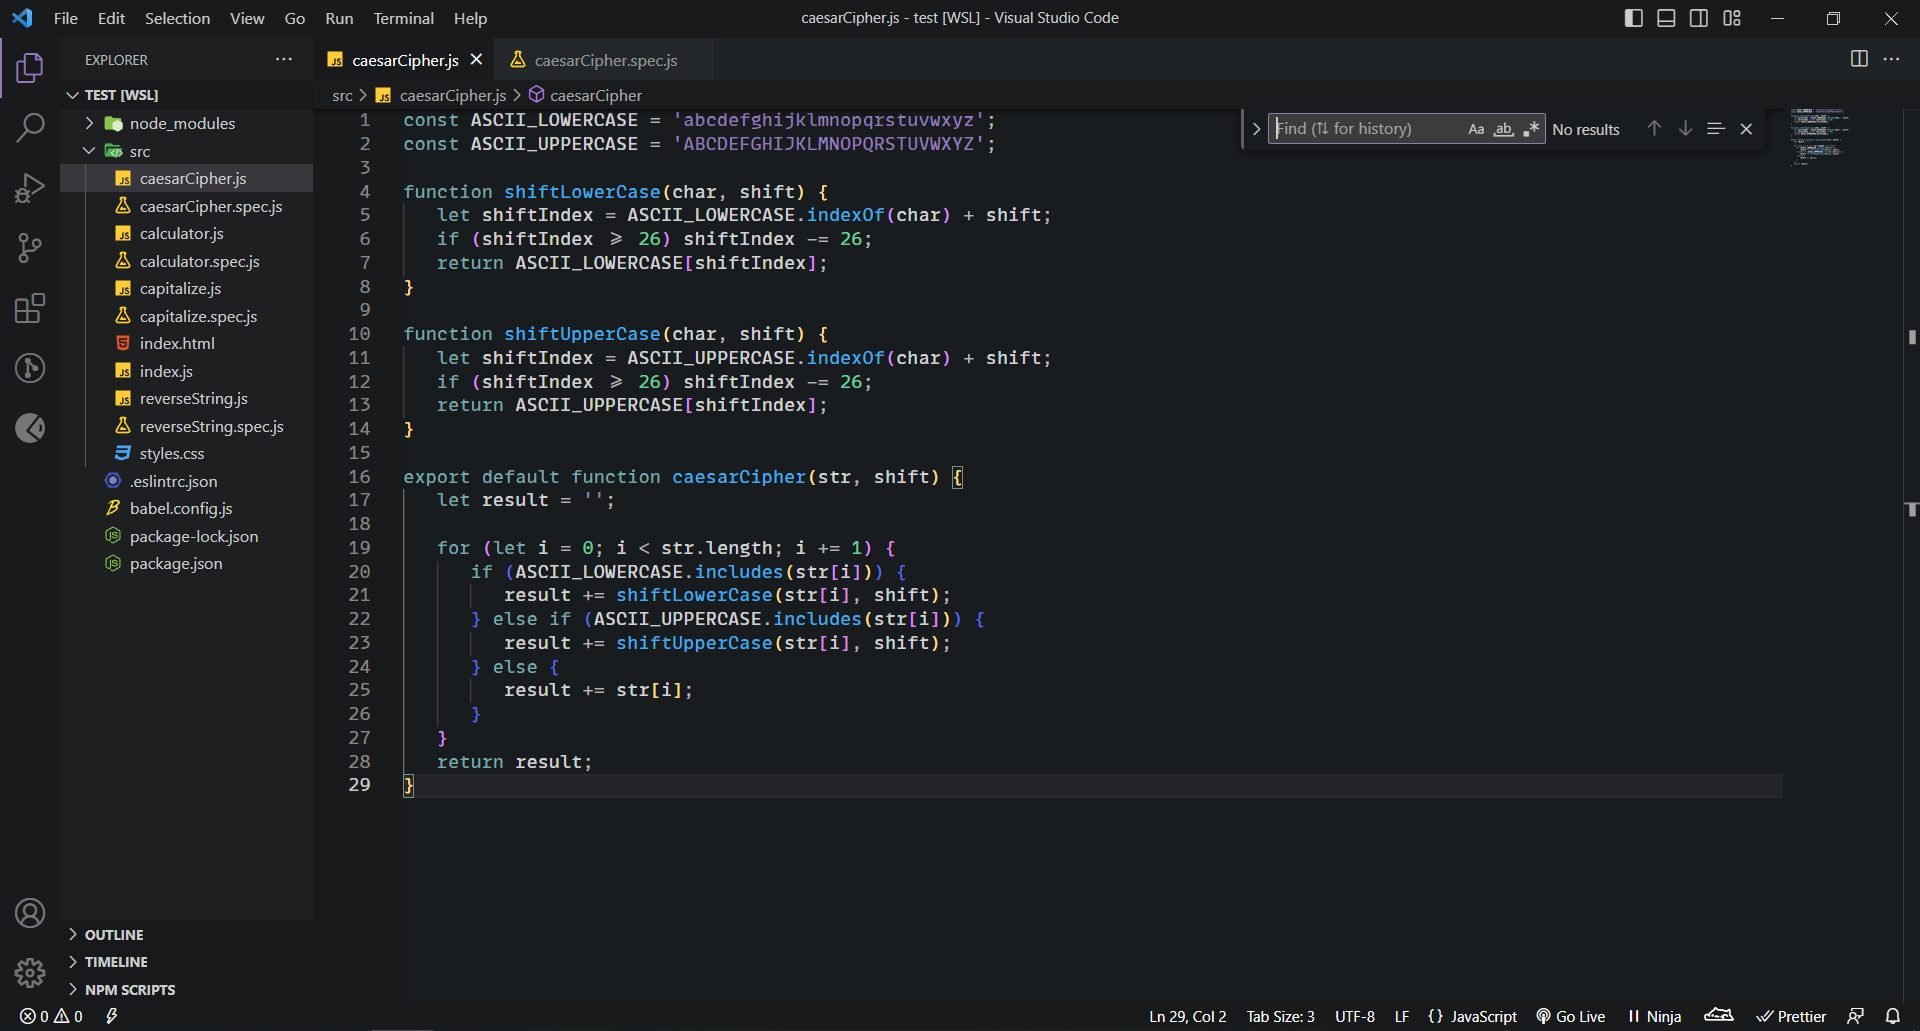 File Edit Selection View Go Run Terminal Help
caesarCipher.js - test [WSL] - Visual Studio Code
EXPLORER
TEST [WSL]
node_modules
src
caesarCipher.js
caesarCipher.spec.js
calculator.js
calculator.spec.js
capitalize.js
capitalize.spec.js
index.html
index.js
reverseString.js
reverseString.spec.js
styles.css
.eslintrc.json
babel.config.js
package-lock.json
package.json
OUTLINE
TIMELINE
NPM SCRIPTS
caesarCipher.js
caesarCipher.spec.js
src > caesarCipher.js > caesarCipher
Find (⇅ for history) Aa ab .* No results
1 const ASCII_LOWERCASE = 'abcdefghijklmnopqrstuvwxyz';
2 const ASCII_UPPERCASE = 'ABCDEFGHIJKLMNOPQRSTUVWXYZ';
3
4 function shiftLowerCase(char, shift) {
5 let shiftIndex = ASCII_LOWERCASE.indexOf(char) + shift;
6 if (shiftIndex ⩾ 26) shiftIndex -= 26;
7 return ASCII_LOWERCASE[shiftIndex];
8 }
9
10 function shiftUpperCase(char, shift) {
11 let shiftIndex = ASCII_UPPERCASE.indexOf(char) + shift;
12 if (shiftIndex ⩾ 26) shiftIndex -= 26;
13 return ASCII_UPPERCASE[shiftIndex];
14 }
15
16 export default function caesarCipher(str, shift) {
17 let result = '';
18
19 for (let i = 0; i < str.length; i += 1) {
20 if (ASCII_LOWERCASE.includes(str[i])) {
21 result += shiftLowerCase(str[i], shift);
22 } else if (ASCII_UPPERCASE.includes(str[i])) {
23 result += shiftUpperCase(str[i], shift);
24 } else {
25 result += str[i];
26 }
27 }
28 return result;
29 }
0 0
Ln 29, Col 2 Tab Size: 3 UTF-8 LF {} JavaScript Go Live Ninja Prettier